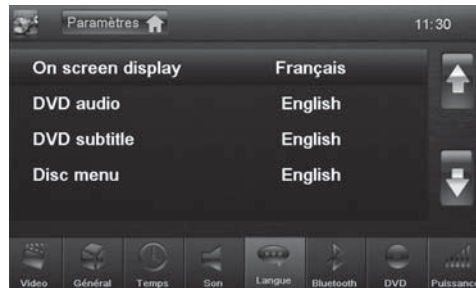 Paramètres 11:30
On screen display Français
DVD audio English
DVD subtitle English
Disc menu English
Video Général Temps Son Langue Bluetooth DVD Puissance